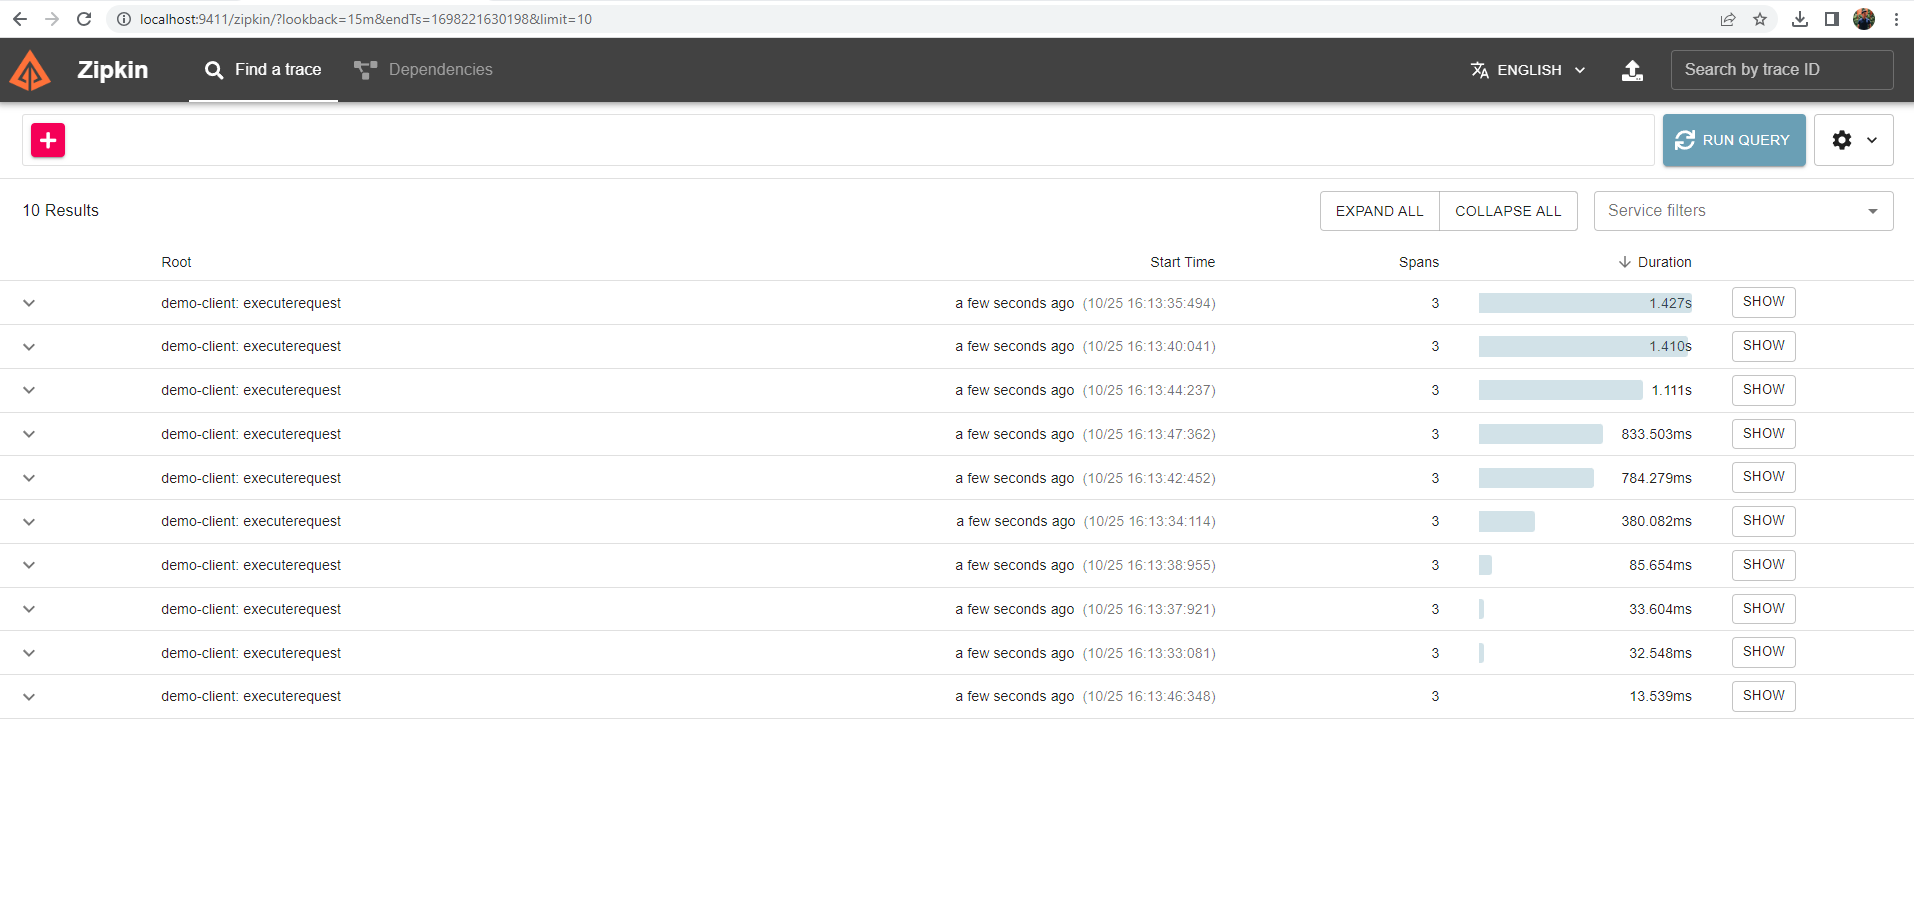 localhost:9411/zipkin/?lookback=15m&endTs=1698221630198&limit=10
Zipkin Find a trace Dependencies ENGLISH Search by trace ID
RUN QUERY
10 Results EXPAND ALL COLLAPSE ALL Service filters
Root Start Time Spans Duration
demo-client: executerequest a few seconds ago (10/25 16:13:35:494) 3 1.427s SHOW
demo-client: executerequest a few seconds ago (10/25 16:13:40:041) 3 1.410s SHOW
demo-client: executerequest a few seconds ago (10/25 16:13:44:237) 3 1.111s SHOW
demo-client: executerequest a few seconds ago (10/25 16:13:47:362) 3 833.503ms SHOW
demo-client: executerequest a few seconds ago (10/25 16:13:42:452) 3 784.279ms SHOW
demo-client: executerequest a few seconds ago (10/25 16:13:34:114) 3 380.082ms SHOW
demo-client: executerequest a few seconds ago (10/25 16:13:38:955) 3 85.654ms SHOW
demo-client: executerequest a few seconds ago (10/25 16:13:37:921) 3 33.604ms SHOW
demo-client: executerequest a few seconds ago (10/25 16:13:33:081) 3 32.548ms SHOW
demo-client: executerequest a few seconds ago (10/25 16:13:46:348) 3 13.539ms SHOW